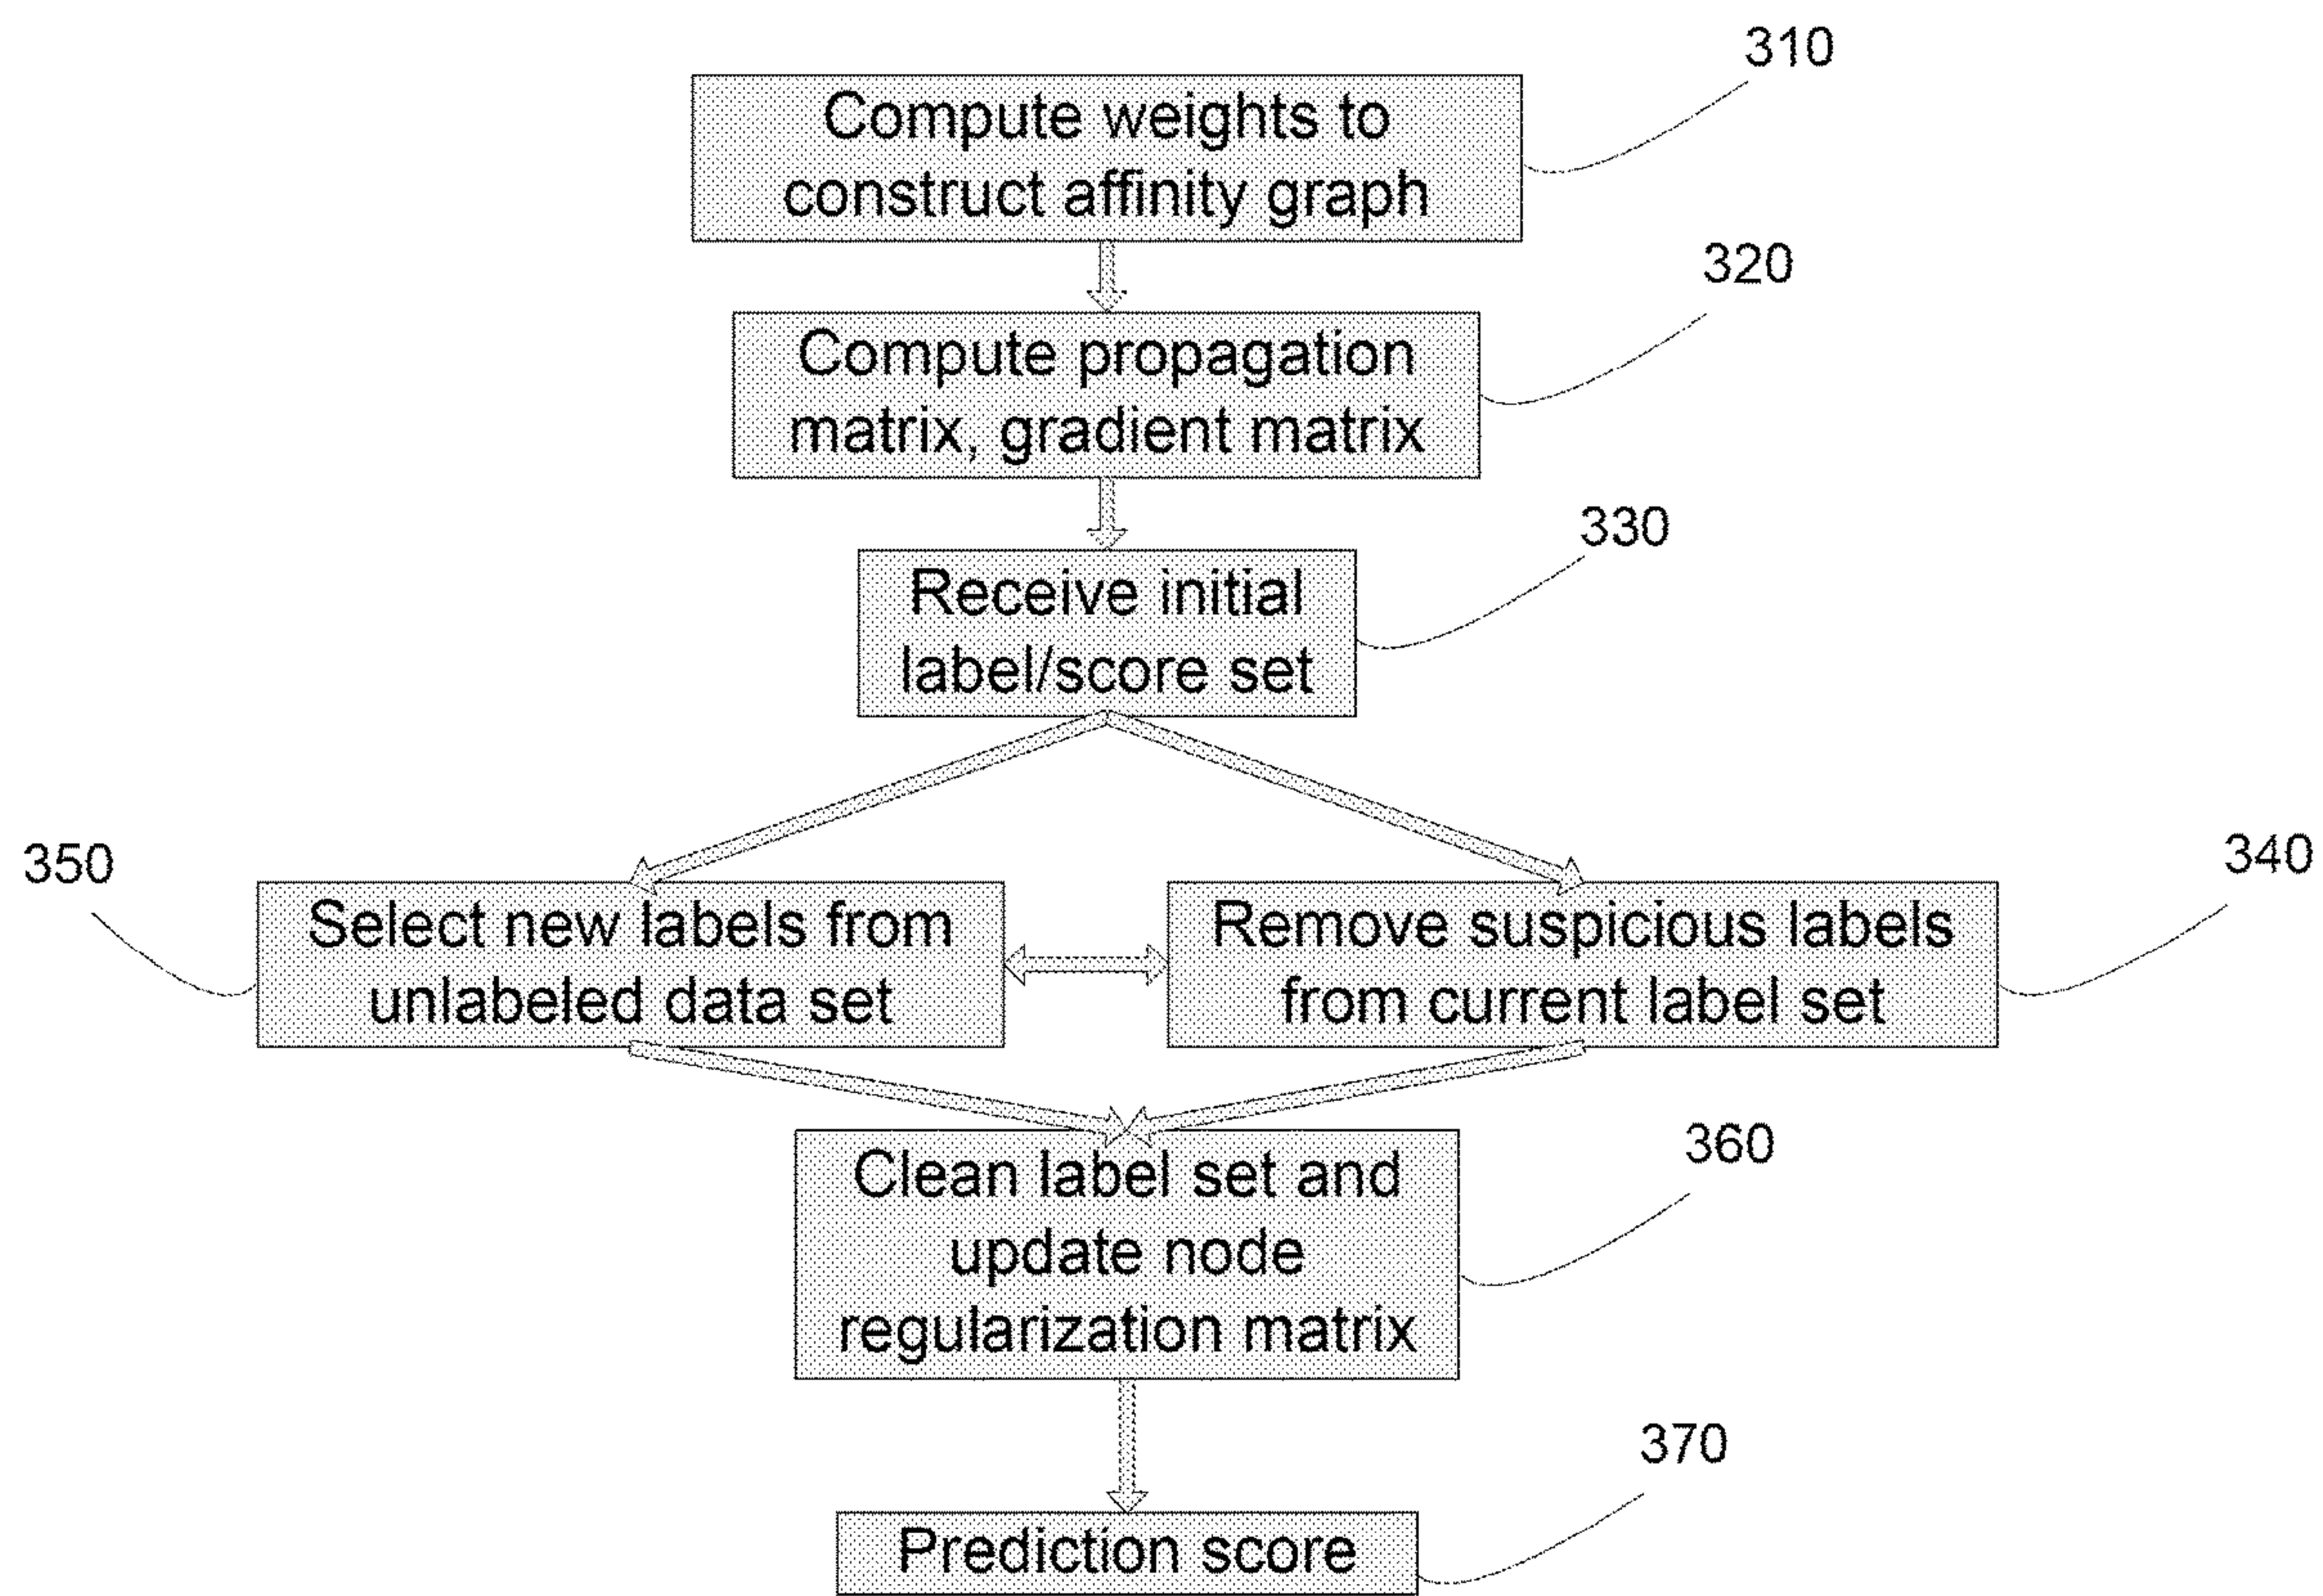 310
Compute weights to
construct affinity graph
320
Compute propagation
matrix, gradient matrix
330
Receive initial
label/score set
350
Select new labels from
unlabeled data set
340
Remove suspicious labels
from current label set
360
Clean label set and
update node
regularization matrix
370
Prediction score